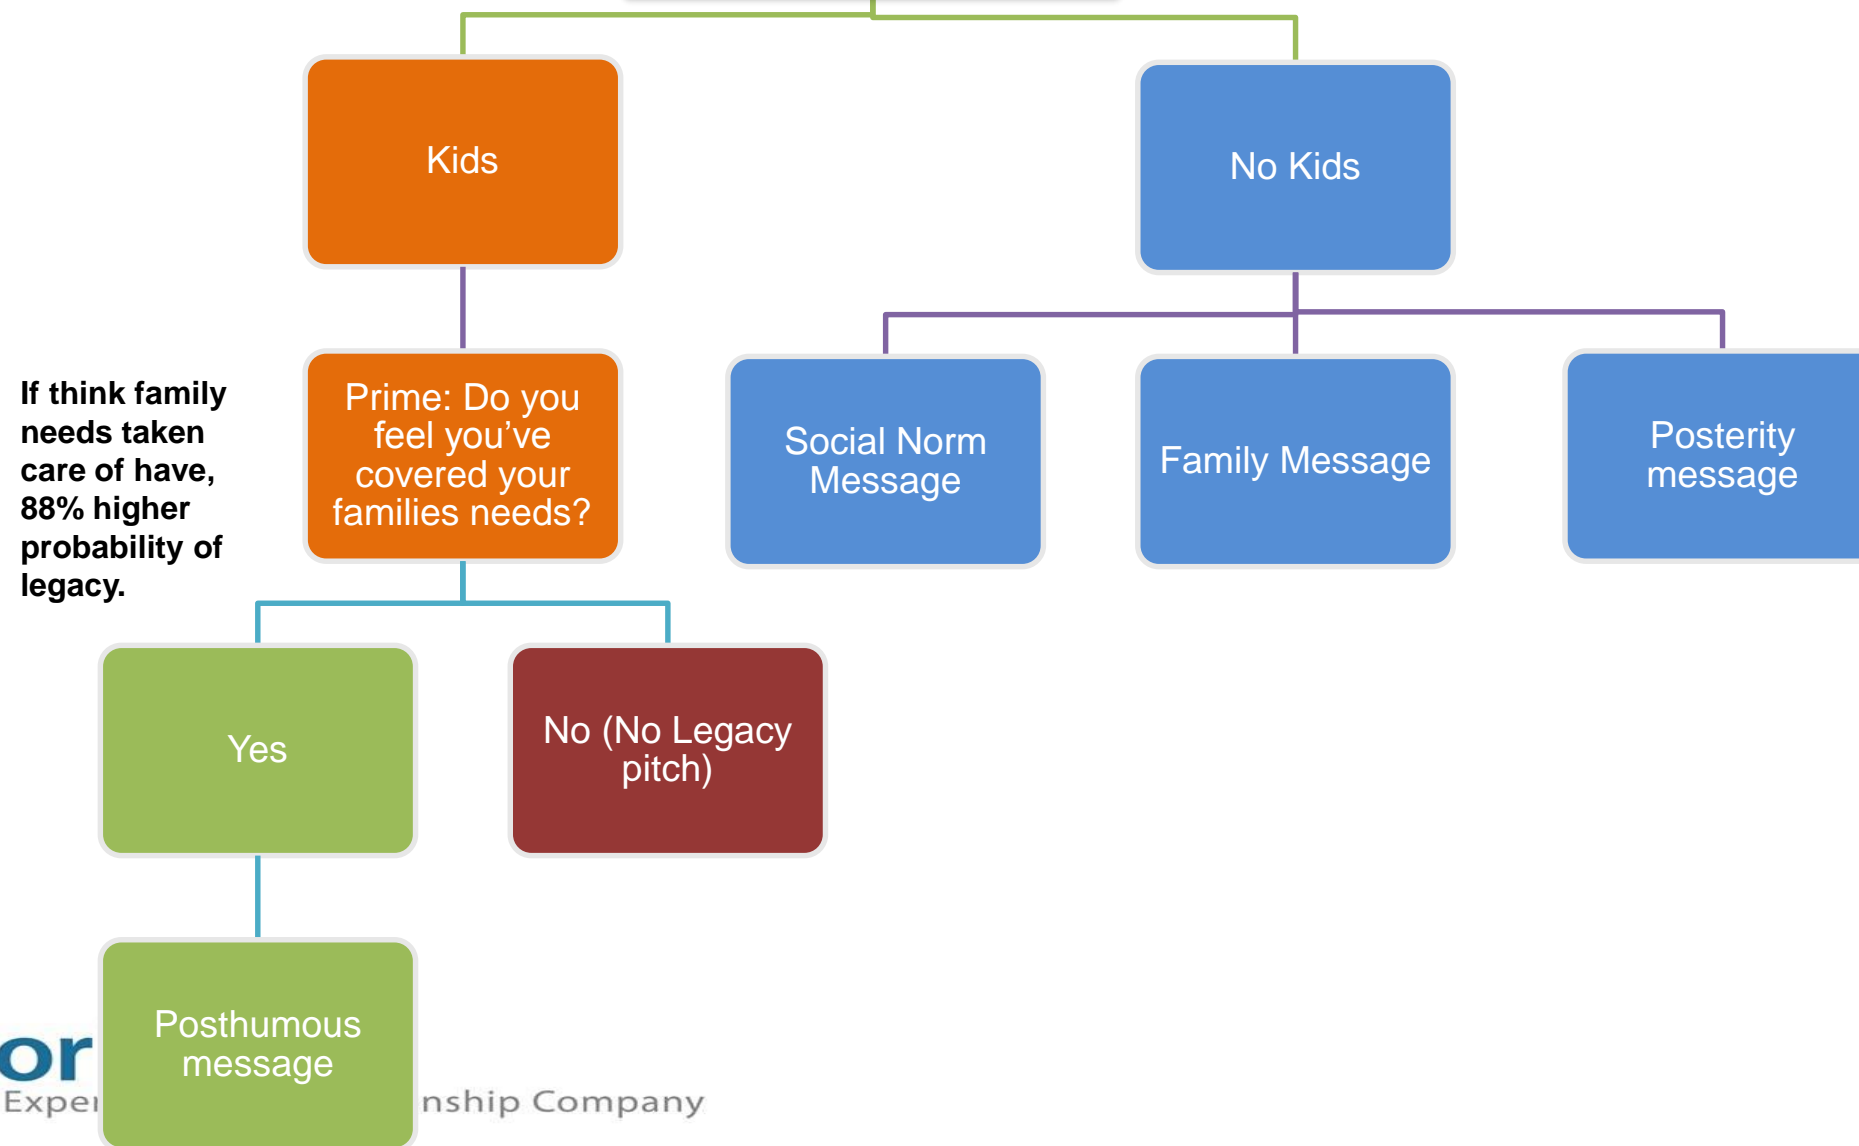 Kids
No Kids
If think family
needs taken
care of have,
88% higher
probability of
legacy.
Prime: Do you
feel you’ve
covered your
families needs?
Social Norm
Message
Family Message
Posterity
message
Yes
No (No Legacy
pitch)
Posthumous
message
or
Exper nship Company